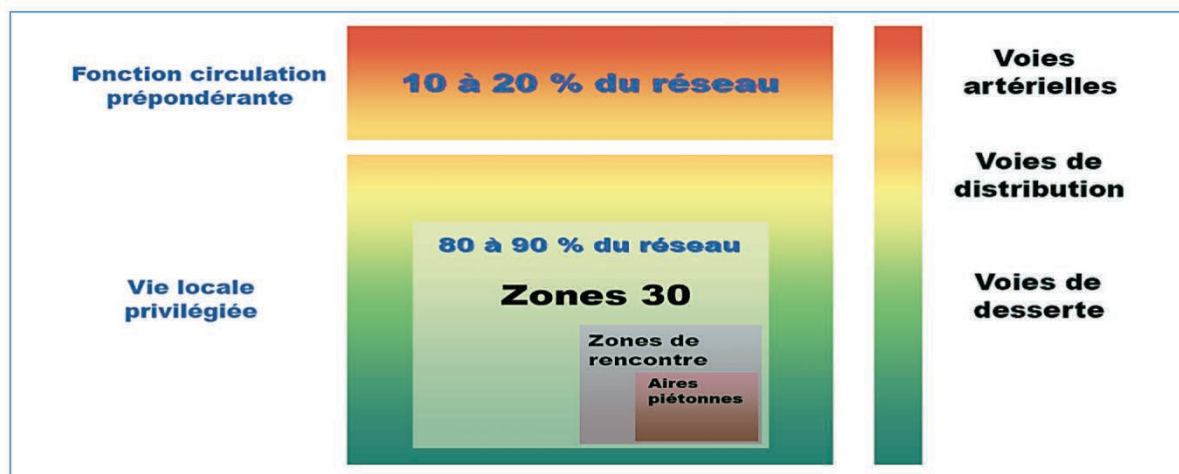 Fonction circulation
prépondérante
10 à 20 % du réseau
Voies
artérielles
Voies de
distribution
80 à 90 % du réseau
Zones 30
Vie locale
privilégiée
Voies de
desserte
Zones de
rencontre
Aires
piétonnes